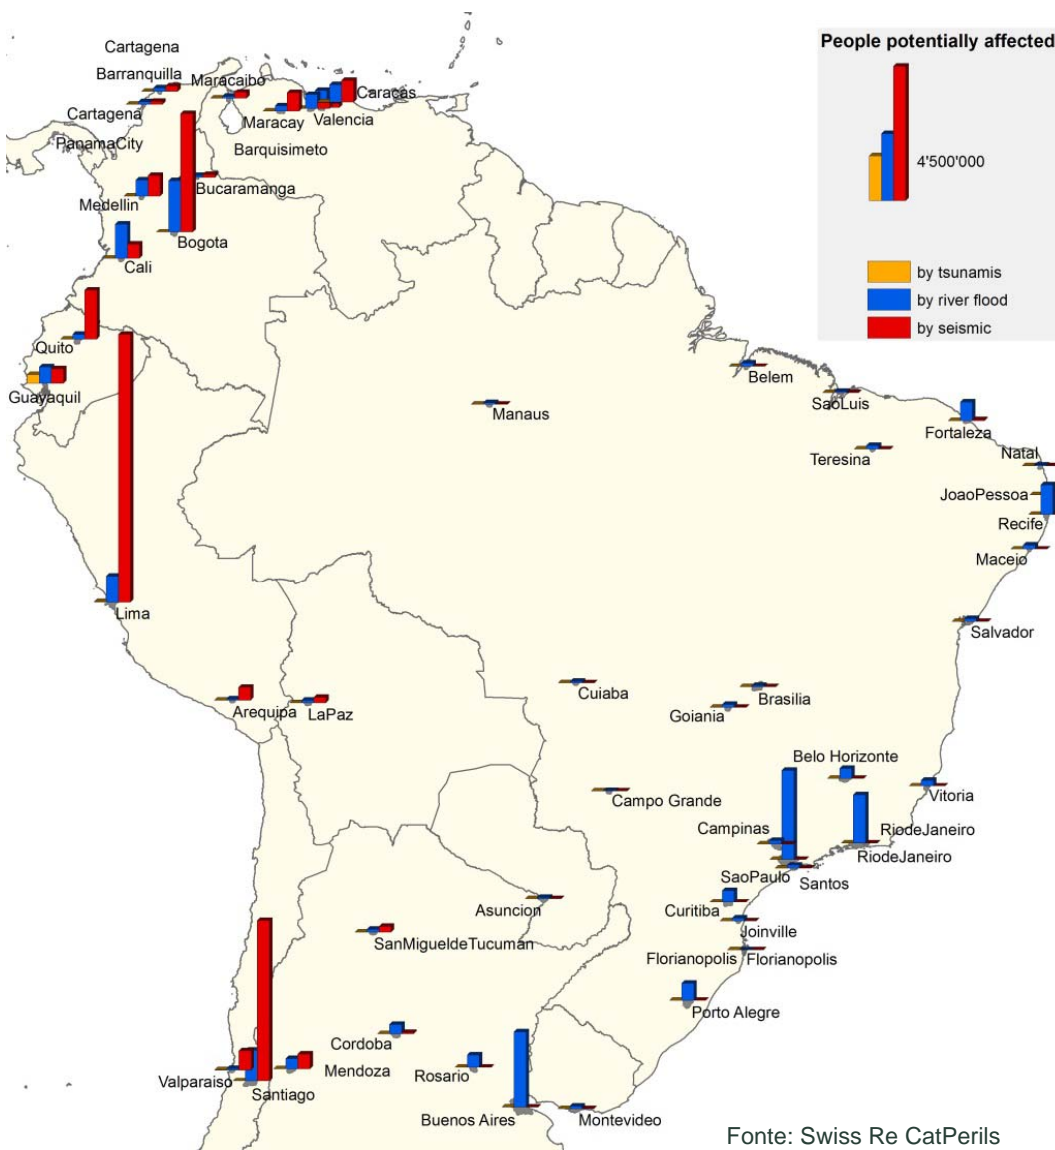 People potentially affected
4'500'000
by tsunamis
by river flood
by seismic
Cartagena
Barranquilla
Maracaibo
Caracas
Cartagena
Maracay
Valencia
PanamaCity
Barquisimeto
Bucaramanga
Medellin
Bogota
Cali
Quito
Guayaquil
Belem
SaoLuis
Manaus
Fortaleza
Teresina
Natal
JoaoPessoa
Recife
Maceio
Lima
Salvador
Cuiaba
Brasilia
Arequipa
LaPaz
Goiania
Belo Horizonte
Vitoria
Campo Grande
Campinas
RiodeJaneiro
RiodeJaneiro
SaoPaulo
Santos
Asuncion
Curitiba
Joinville
SanMigueldeTucuman
Florianopolis
Florianopolis
Porto Alegre
Cordoba
Mendoza
Rosario
Valparaiso
Santiago
Buenos Aires
Montevideo
Fonte: Swiss Re CatPerils